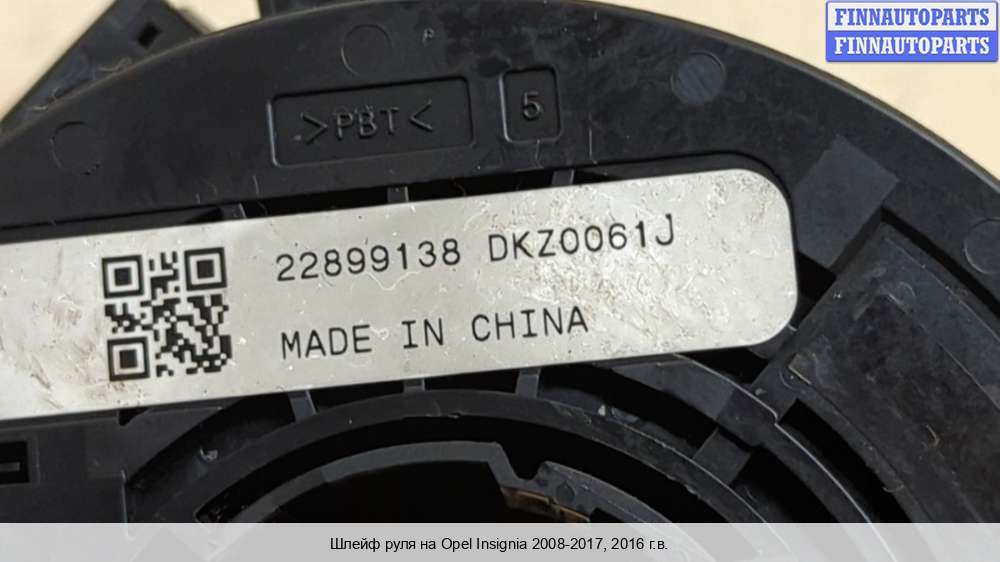 FINNAUTOPARTS
FINNAUTOPARTS
>PBT<
5
22899138 DKZ0061J
MADE IN CHINA
Шлейф руля на Opel Insignia 2008-2017, 2016 г.в.